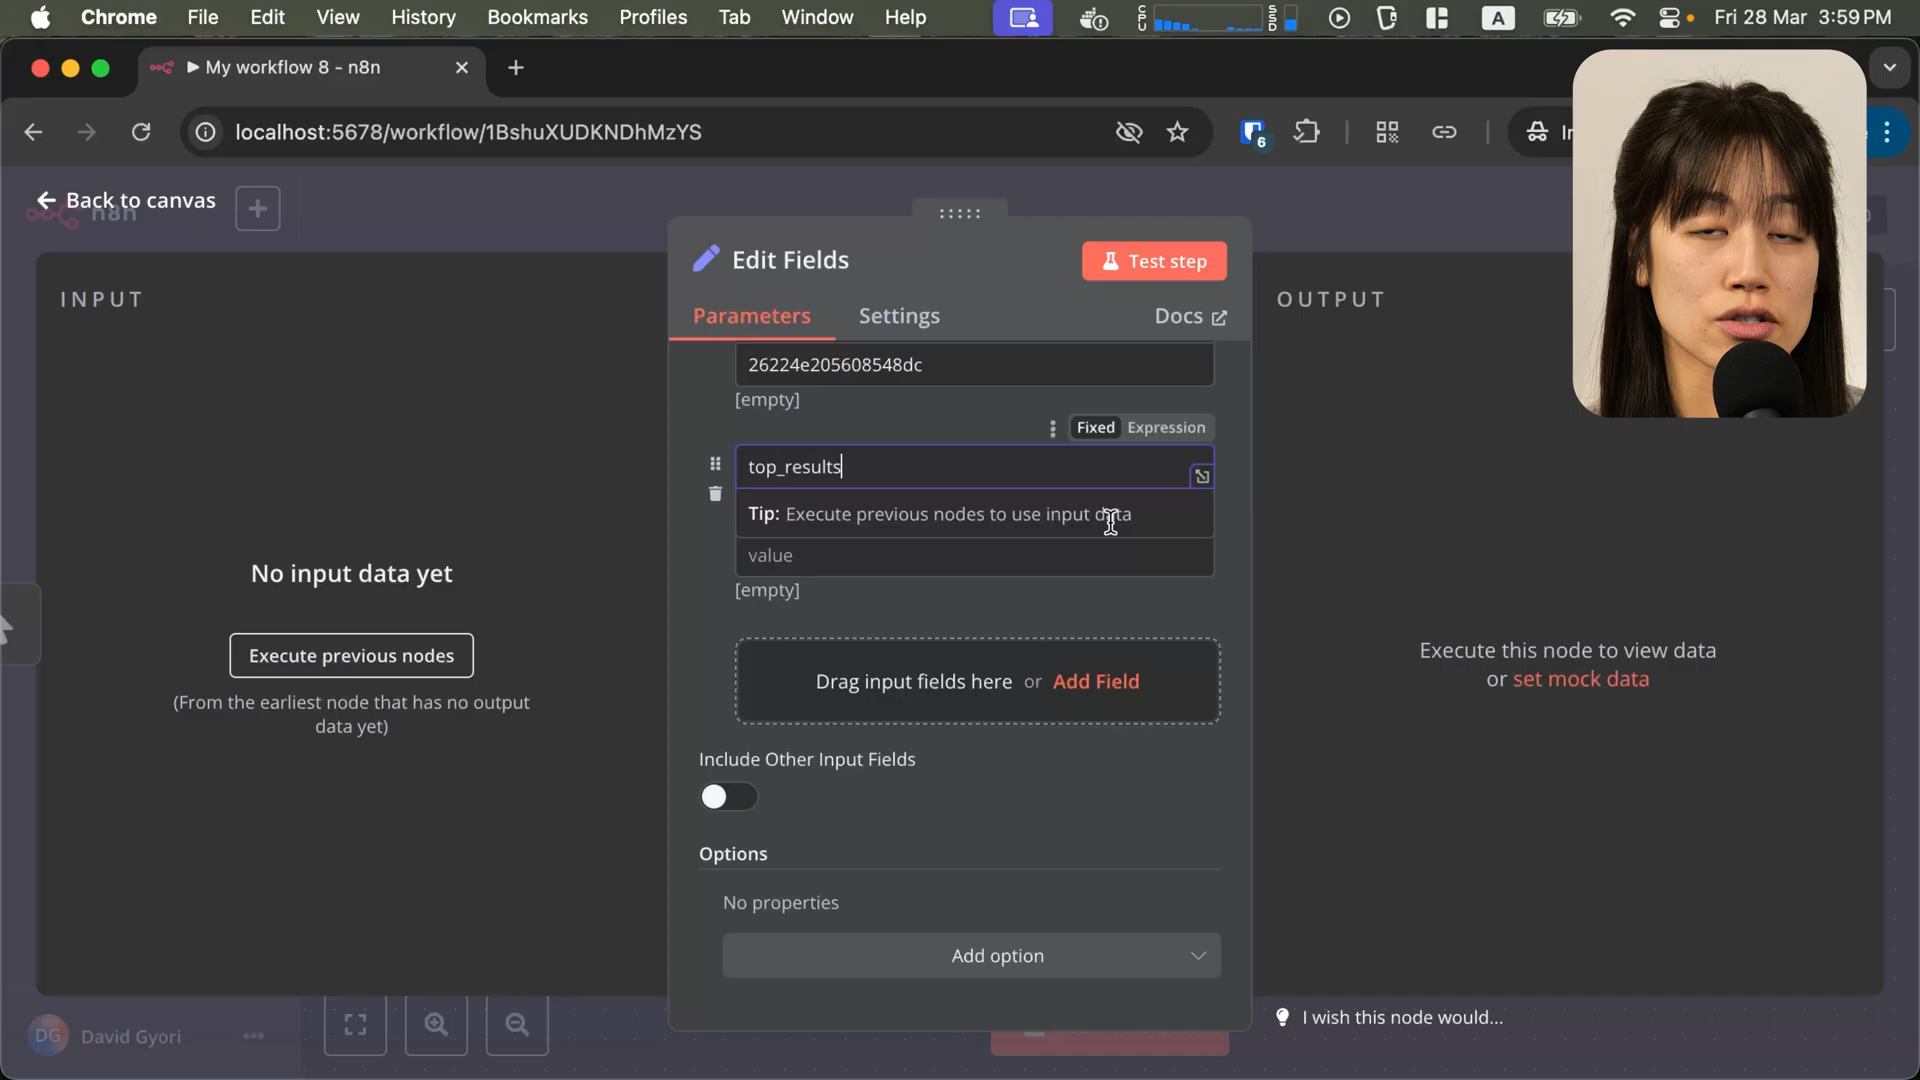 Chrome File Edit View History Bookmarks Profiles Tab Window Help
CPU
SSD
A
Fri 28 Mar 3:59 PM
My workflow 8 - n8n
localhost:5678/workflow/1BshuXUDKNDhMzYS
6
Back to canvas
n8n
INPUT
Edit Fields
Test step
OUTPUT
Parameters
Settings
Docs
26224e205608548dc
[empty]
Fixed Expression
top_results
Tip: Execute previous nodes to use input data
value
[empty]
No input data yet
Execute previous nodes
(From the earliest node that has no output
data yet)
Drag input fields here or Add Field
Execute this node to view data
or set mock data
Include Other Input Fields
Options
No properties
Add option
I wish this node would...
DG
David Gyori